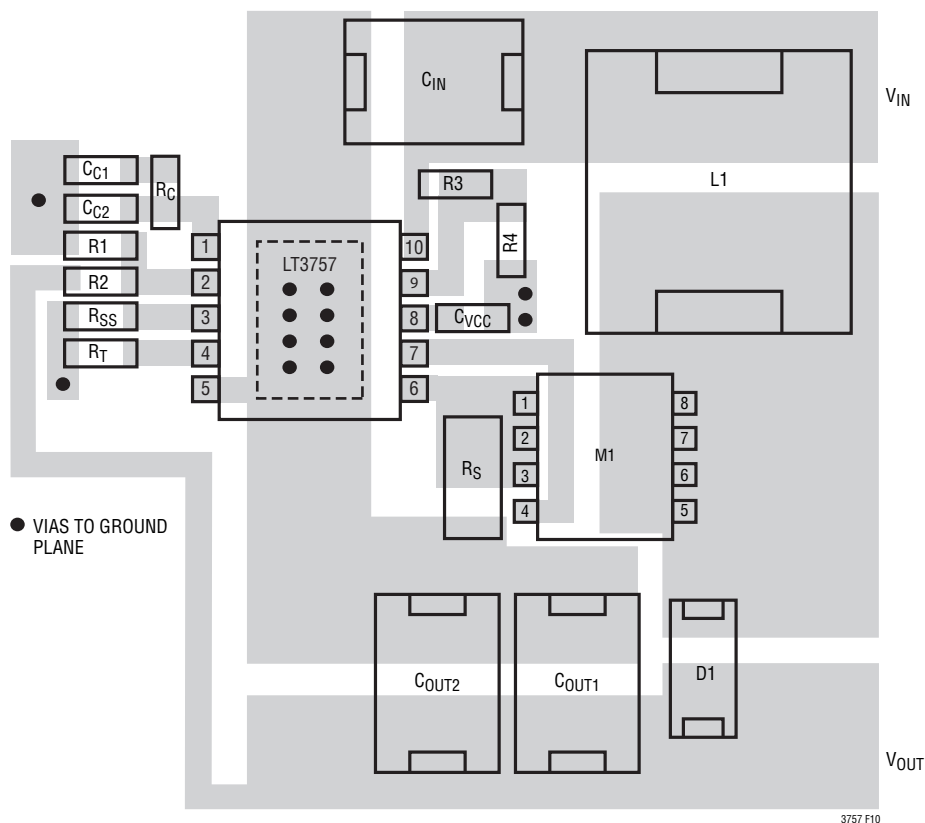 CIN
VIN
L1
CC1
RC
CC2
R1
R2
RSS
RT
R3
R4
CVCC
LT3757
1
2
3
4
5
10
9
8
7
6
RS
M1
1
2
3
4
8
7
6
5
VIAS TO GROUND
PLANE
COUT2
COUT1
D1
VOUT
3757 F10